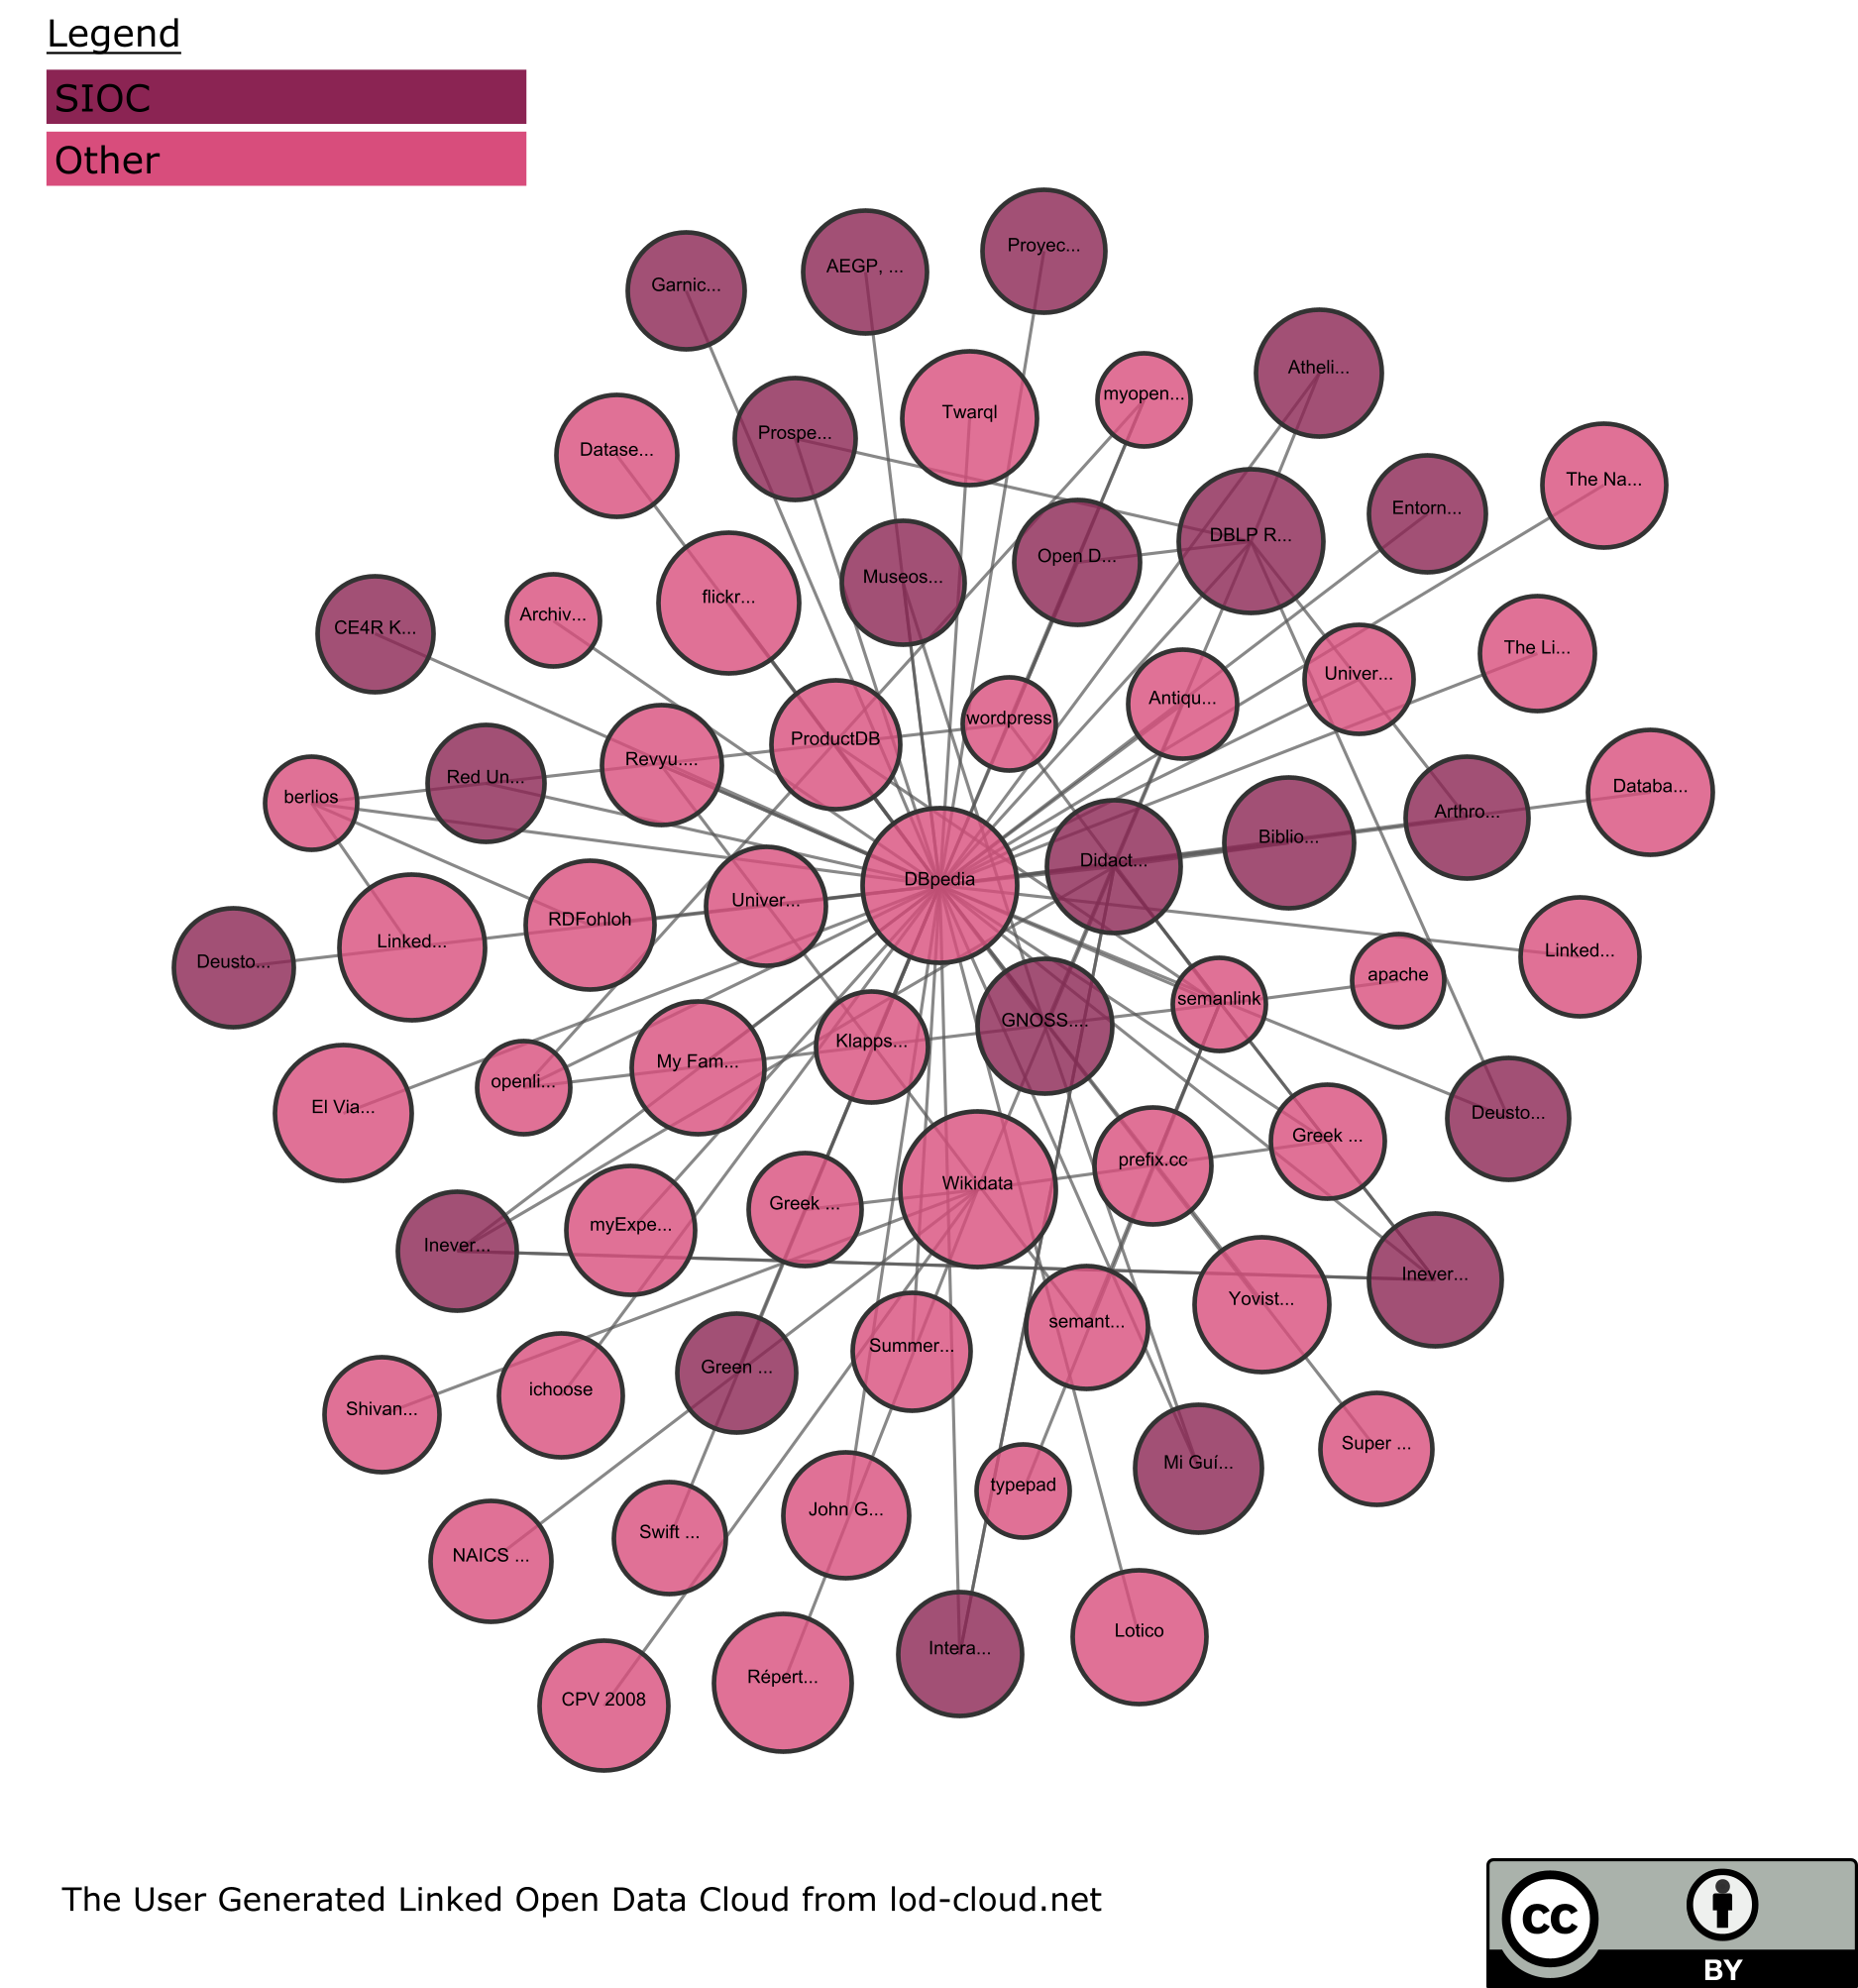 Legend
SIOC
Other
Proyec...
AEGP, ...
Garnic...
Atheli...
myopen...
Twarql
Prospe...
Datase...
The Na...
Entorn...
DBLP R...
Open D...
Museos...
flickr...
Archiv...
CE4R K...
The Li...
Univer...
Antiqu...
wordpress
ProductDB
Revyu....
Red Un...
berlios
Databa...
Arthro...
Biblio...
Didact...
DBpedia
Univer...
RDFohloh
Linked...
Deusto...
Linked...
apache
semanlink
GNOSS....
Klapps...
My Fam...
openli...
El Via...
Deusto...
Greek ...
prefix.cc
Wikidata
Greek ...
myExpe...
Inever...
Inever...
Yovist...
semant...
Summer...
Green ...
ichoose
Shivan...
Super ...
Mi Guí...
typepad
John G...
Swift ...
NAICS ...
Lotico
Intera...
Répert...
CPV 2008
The User Generated Linked Open Data Cloud from lod-cloud.net
cc
BY